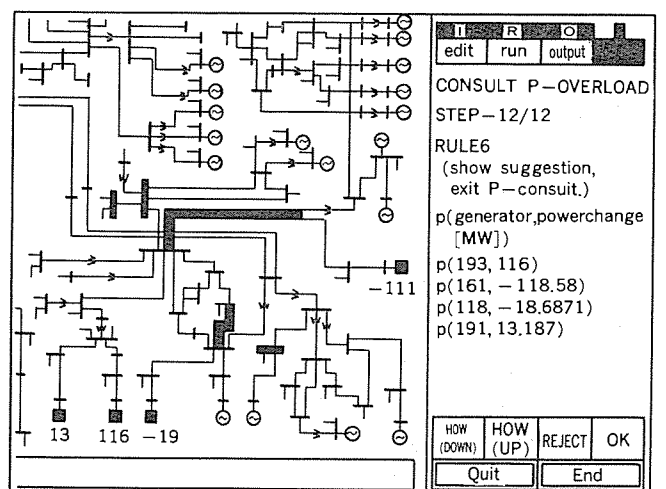 I R O
edit run output
CONSULT P-OVERLOAD
STEP-12/12
RULE6
(show suggestion,
exit P-consuit.)
p(generator,powerchange
[MW])
p(193, 116)
p(161, -118.58)
p(118, -18.6871)
p(191, 13.187)
-111
13 116 -19
HOW (DOWN) HOW (UP) REJECT OK
Quit End